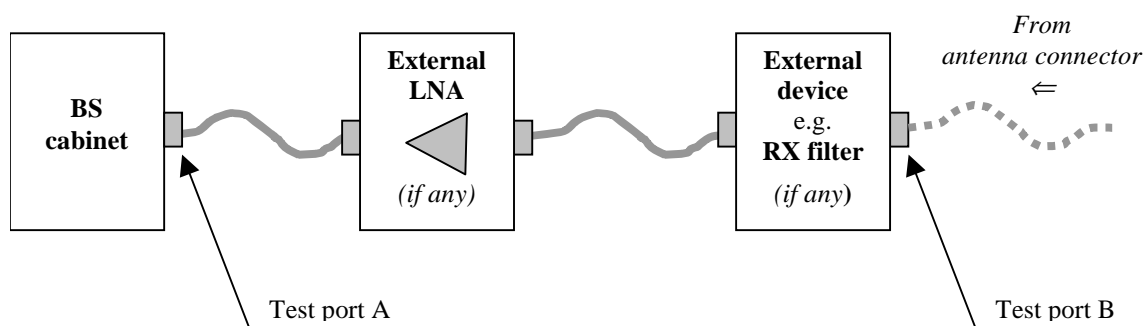 BS
cabinet
External
LNA
(if any)
External
device
e.g.
RX filter
(if any)
From
antenna connector
⇐
Test port A
Test port B